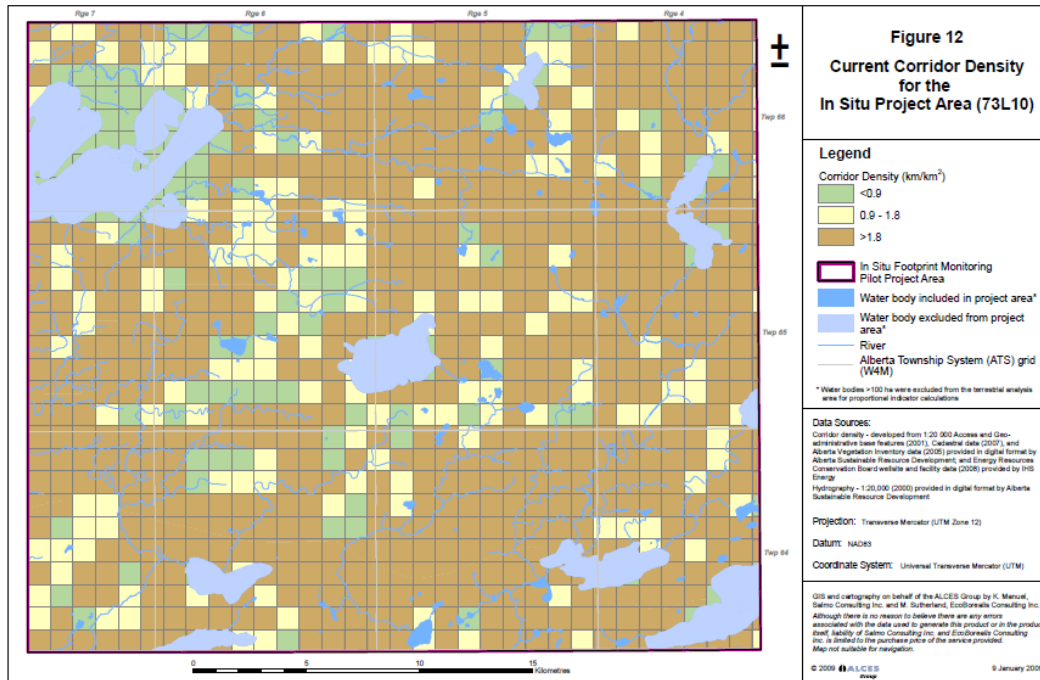 Rge 7
Rge 6
Rge 5
Rge 4
Twp 66
Twp 65
Twp 64
0
5
10
15
Kilometres
Figure 12
Current Corridor Density
for the
In Situ Project Area (73L10)
Legend
Corridor Density (km/km²)
<0.9
0.9 - 1.8
>1.8
In Situ Footprint Monitoring
Pilot Project Area
Water body included in project area*
Water body excluded from project
area*
River
Alberta Township System (ATS) grid
(W4M)
* Water bodies >100 ha were excluded from the terrestrial analysis
area for proportional indicator calculations
Data Sources:
Corridor density - developed from 1:20 000 Access and Geo-
administrative base features (2001), Cadastral data (2007), and
Alberta Vegetation Inventory data (2005) provided in digital format by
Alberta Sustainable Resource Development; and Energy Resources
Conservation Board wellsite and facility data (2008) provided by IHS
Energy
Hydrography - 1:20,000 (2000) provided in digital format by Alberta
Sustainable Resource Development
Projection: Transverse Mercator (UTM Zone 12)
Datum: NAD83
Coordinate System: Universal Transverse Mercator (UTM)
GIS and cartography on behalf of the ALCES Group by K. Manuel,
Salmo Consulting Inc. and M. Sutherland, EcoBorealis Consulting Inc.
Although there is no reason to believe there are any errors
associated with the data used to generate this product or in the product
itself, liability of Salmo Consulting Inc. and EcoBorealis Consulting
Inc. is limited to the purchase price of the service provided.
Map not suitable for navigation.
© 2009 ALCES
Group
9 January 2009